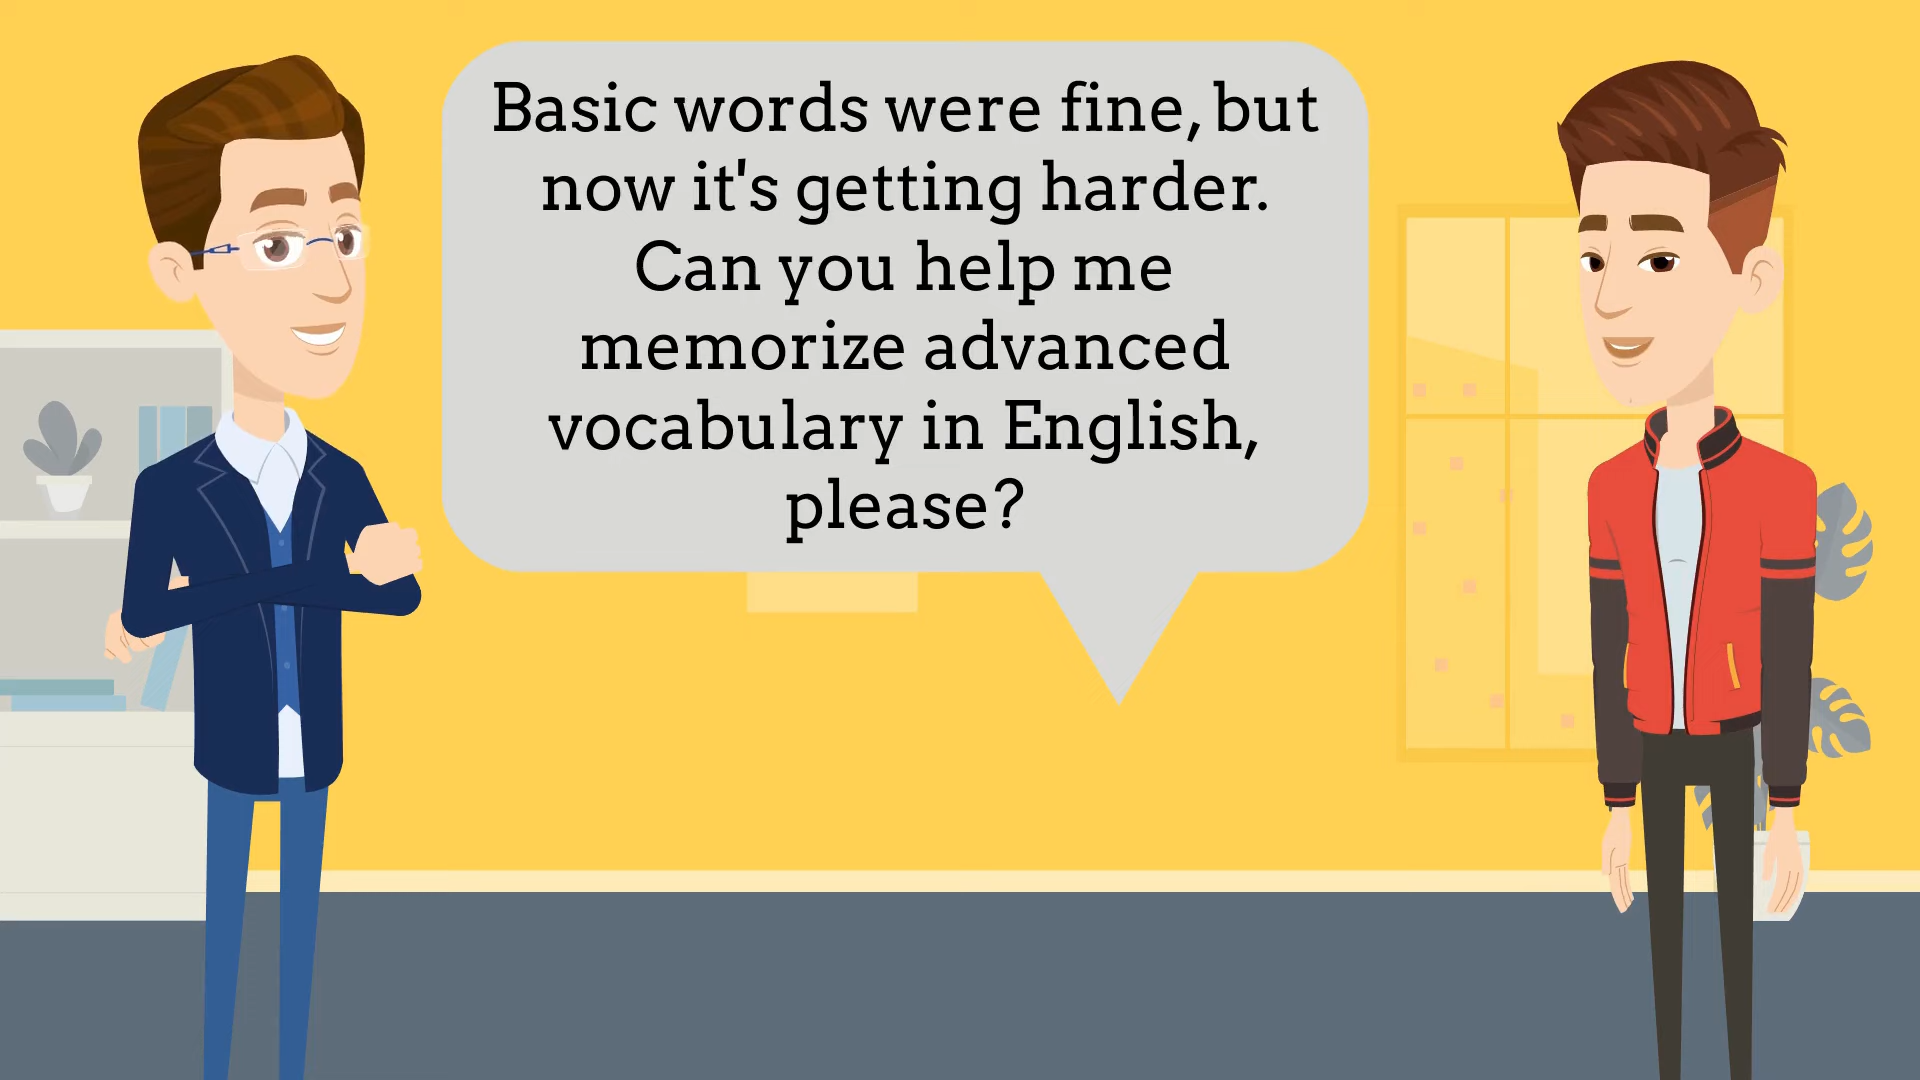 Basic words were fine, but
now it's getting harder.
Can you help me
memorize advanced
vocabulary in English,
please?